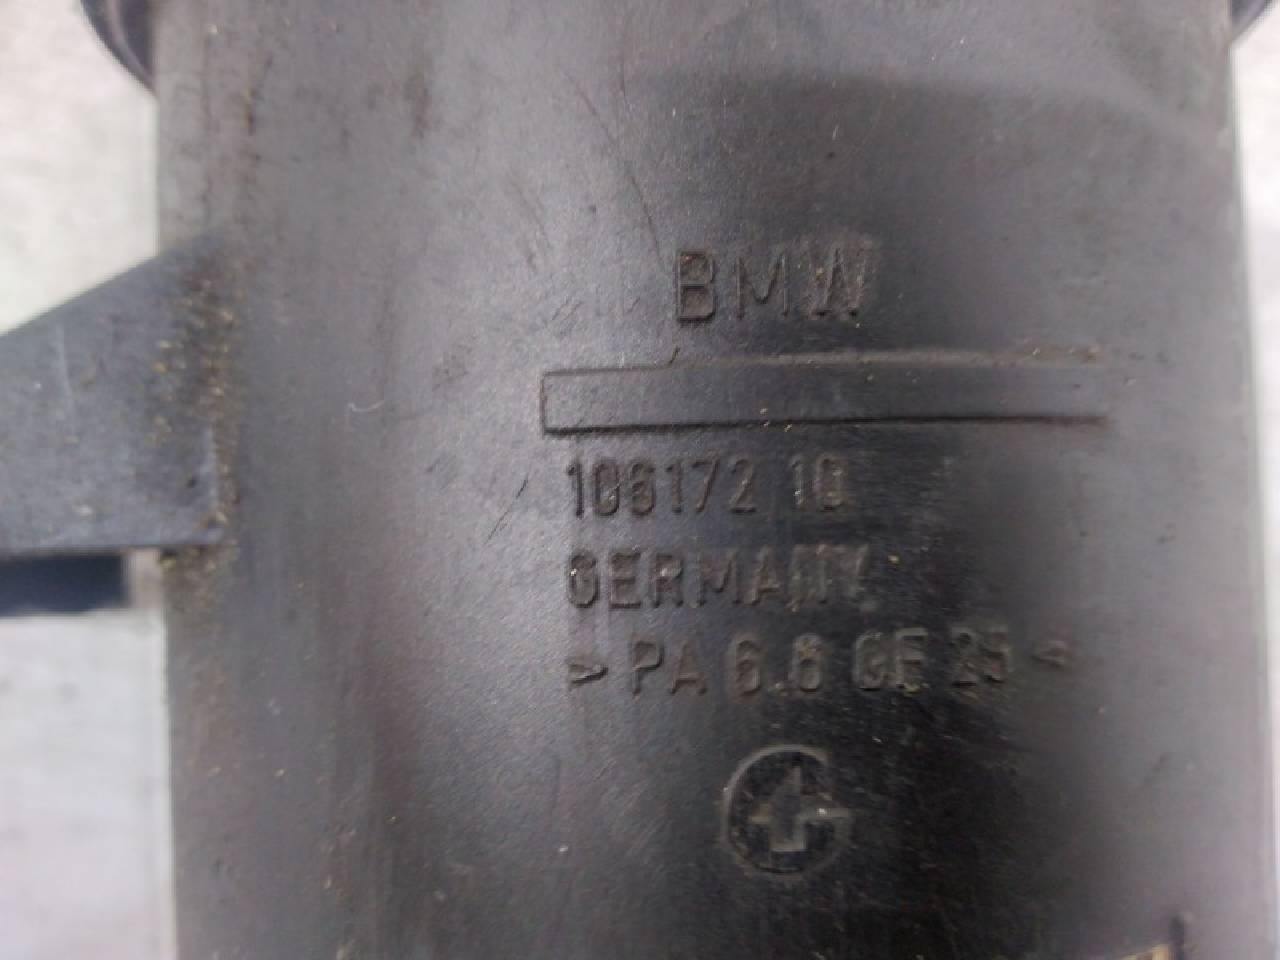 BMW
106172 10
GERMANY
> PA 6.6 GF 25 <